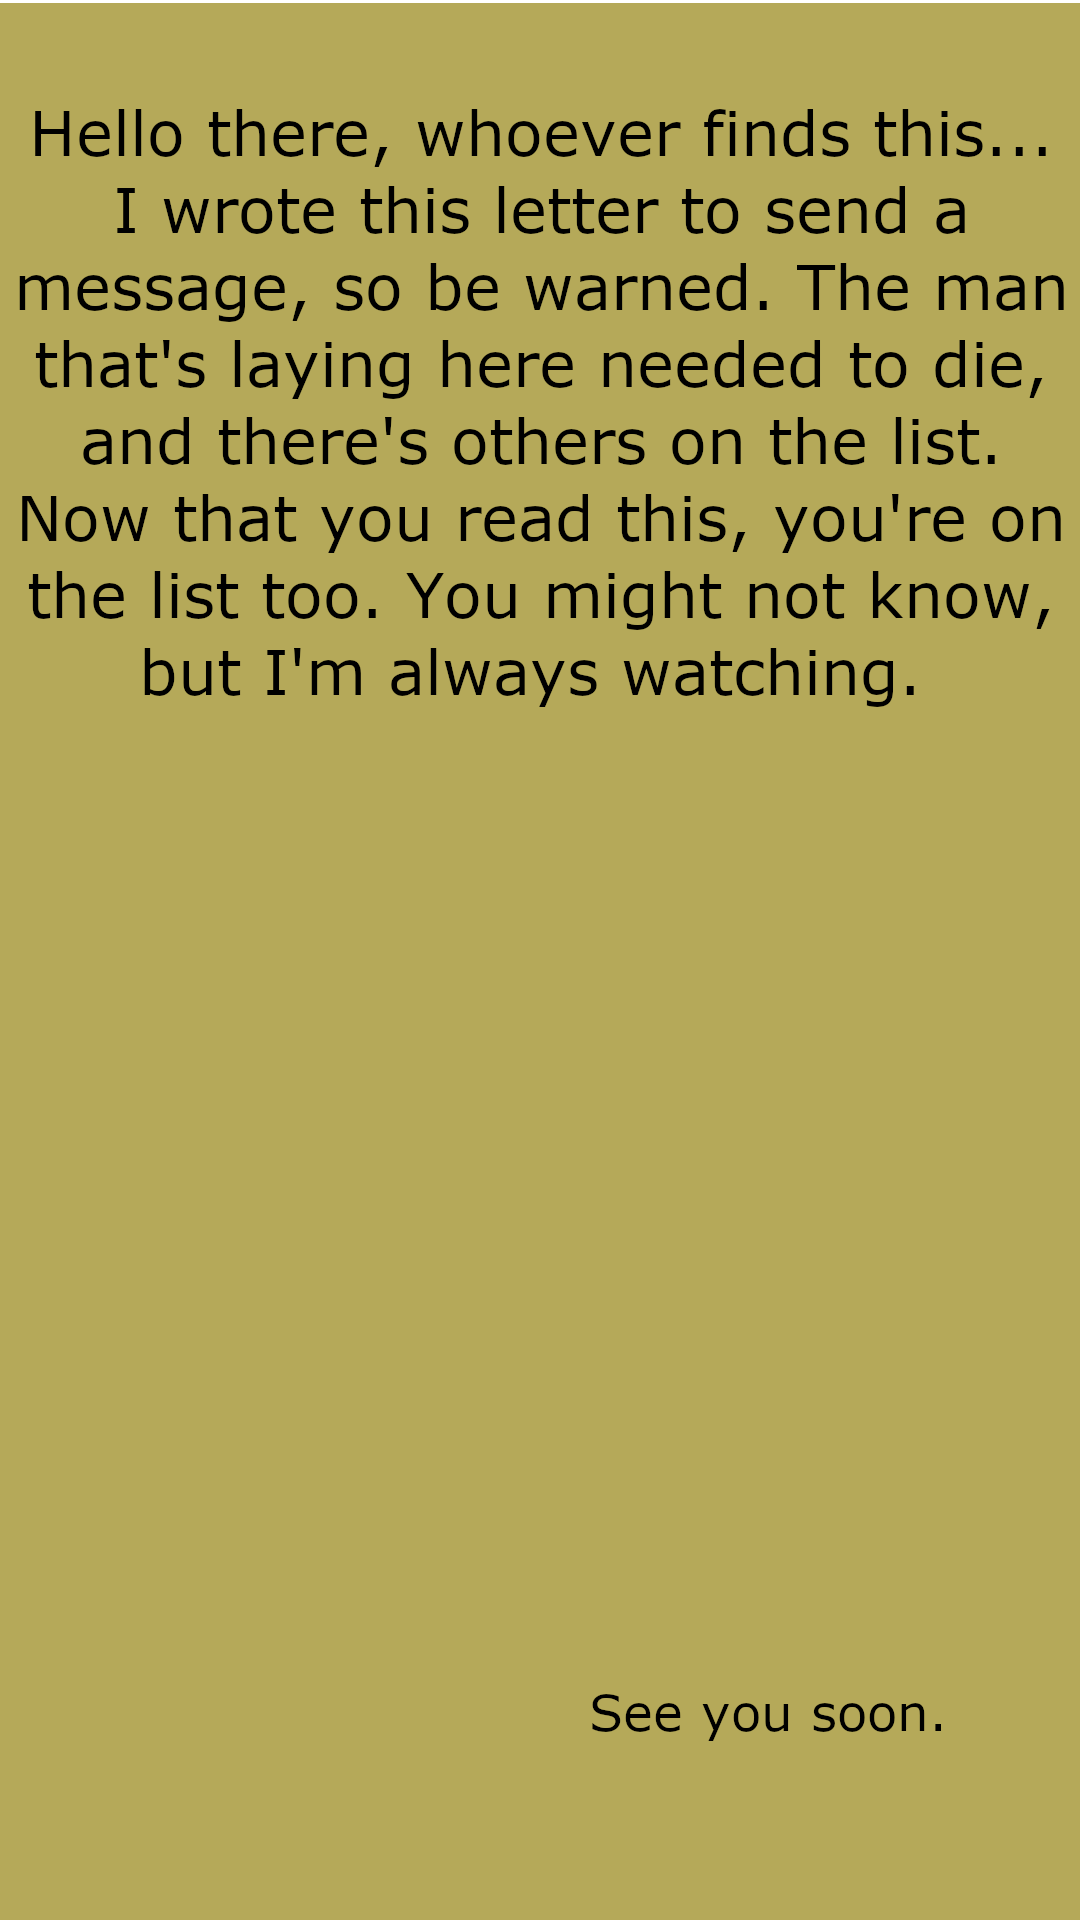 Hello there, whoever finds this...
I wrote this letter to send a
message, so be warned. The man
that's laying here needed to die,
and there's others on the list.
Now that you read this, you're on
the list too. You might not know,
but I'm always watching.
See you soon.